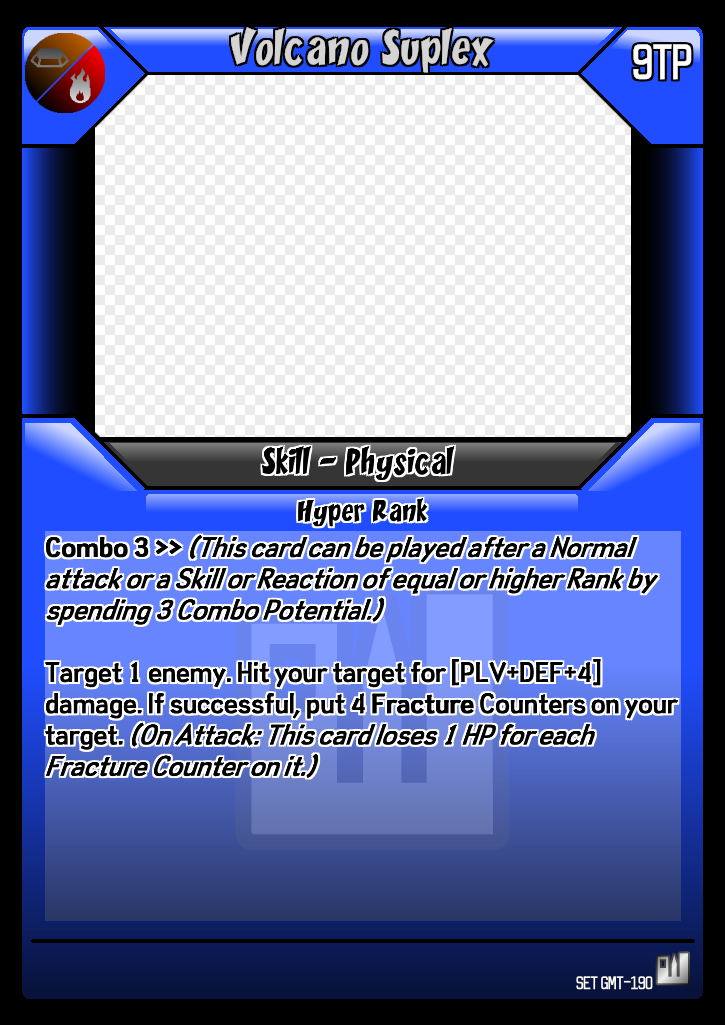 Volcano Suplex
9TP
Skill - Physical
Hyper Rank
Combo 3 >> (This card can be played after a Normal
attack or a Skill or Reaction of equal or higher Rank by
spending 3 Combo Potential.)
Target 1 enemy. Hit your target for [PLV+DEF+4]
damage. If successful, put 4 Fracture Counters on your
target. (On Attack: This card loses 1 HP for each
Fracture Counter on it.)
SET GMT-190